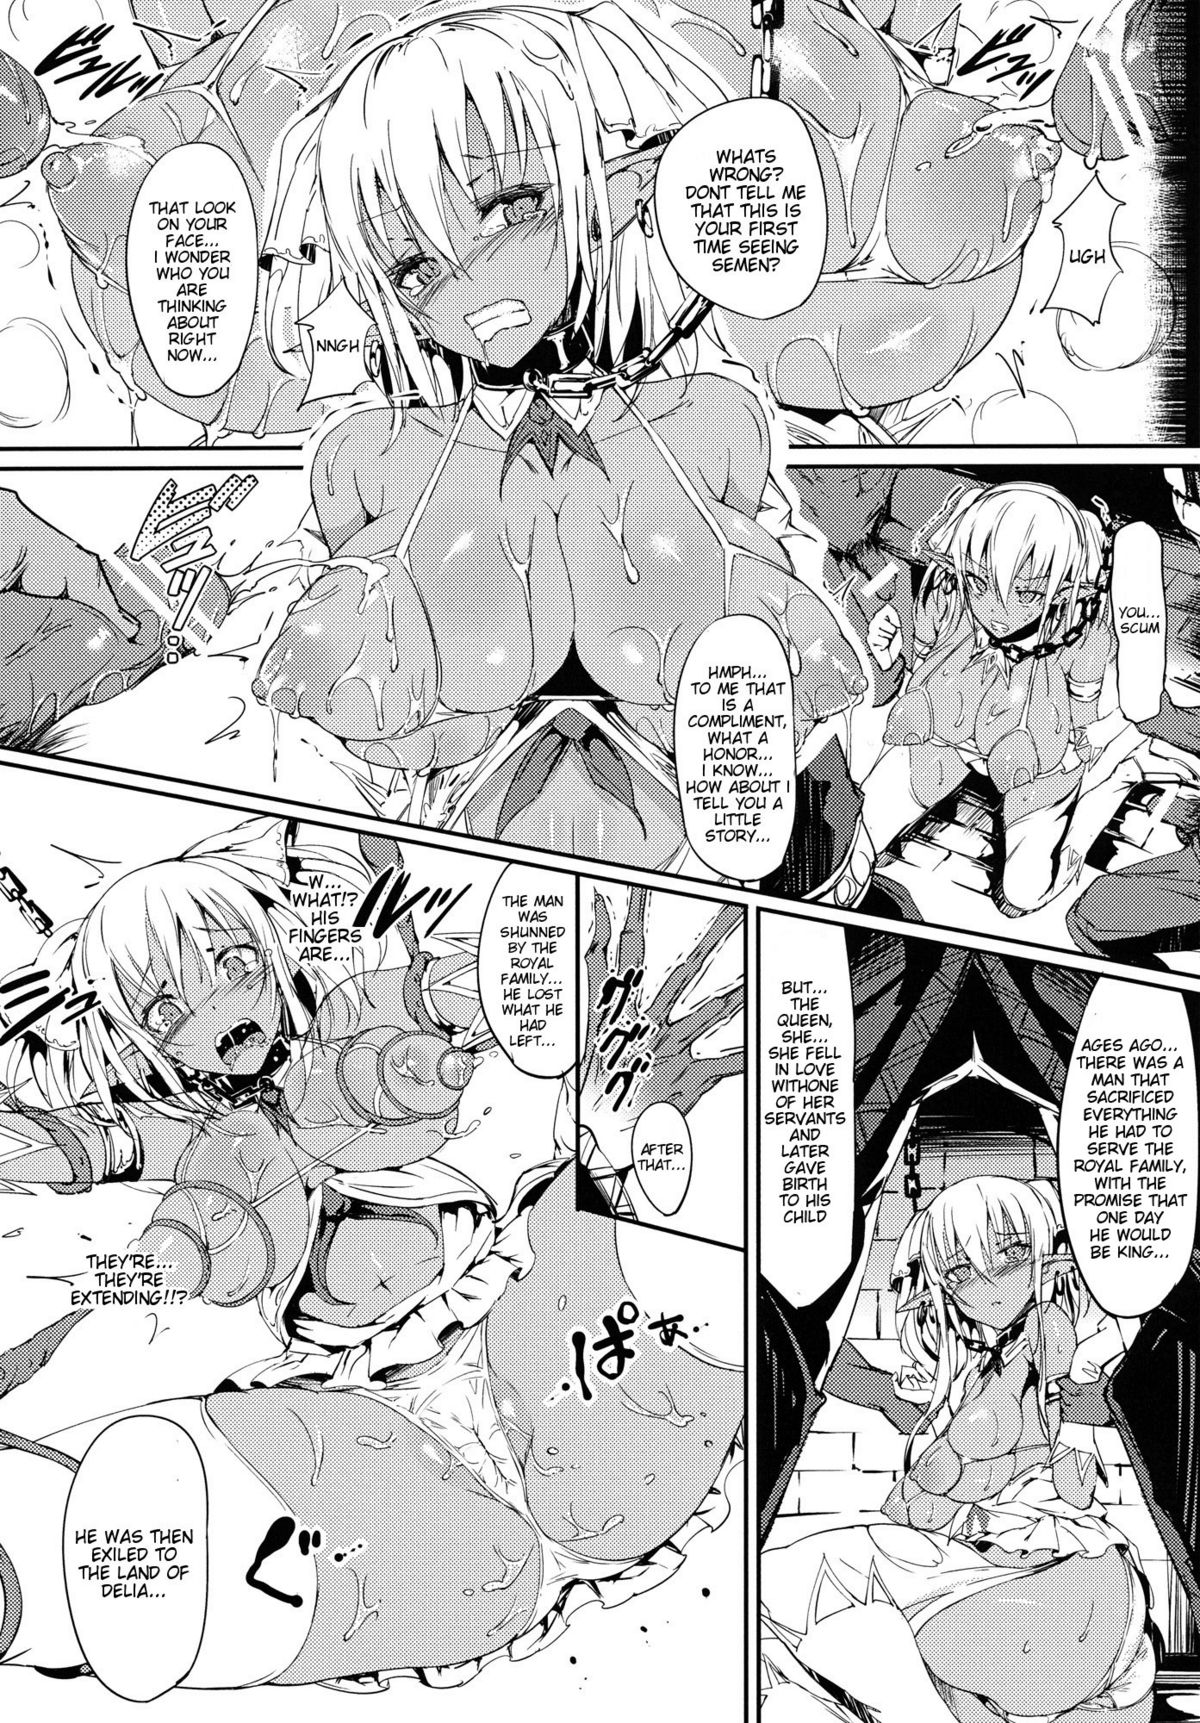 WHATS
WRONG?
DONT TELL ME
THAT THIS IS
YOUR FIRST
TIME SEEING
SEMEN?
UGH
THAT LOOK
ON YOUR
FACE...
I WONDER
WHO YOU
ARE
THINKING
ABOUT
RIGHT
NOW...
NNGH
YOU...
SCUM
HMPH...
TO ME THAT
IS A
COMPLIMENT,
WHAT A
HONOR...
I KNOW...
HOW ABOUT I
TELL YOU A
LITTLE
STORY...
AGES AGO...
THERE WAS A
MAN THAT
SACRIFICED
EVERYTHING
HE HAD TO
SERVE THE
ROYAL FAMILY,
WITH THE
PROMISE THAT
ONE DAY
HE WOULD
BE KING...
BUT...
THE
QUEEN,
SHE...
SHE FELL
IN LOVE
WITHONE
OF HER
SERVANTS
AND
LATER
GAVE
BIRTH
TO HIS
CHILD
AFTER
THAT...
THE MAN WAS
SHUNNED
BY THE
ROYAL
FAMILY...
HE LOST
WHAT HE
HAD
LEFT...
W...
WHAT!?
HIS
FINGERS
ARE...
THEY'RE...
THEY'RE
EXTENDING!!?
HE WAS THEN
EXILED TO
THE LAND OF
DELIA...